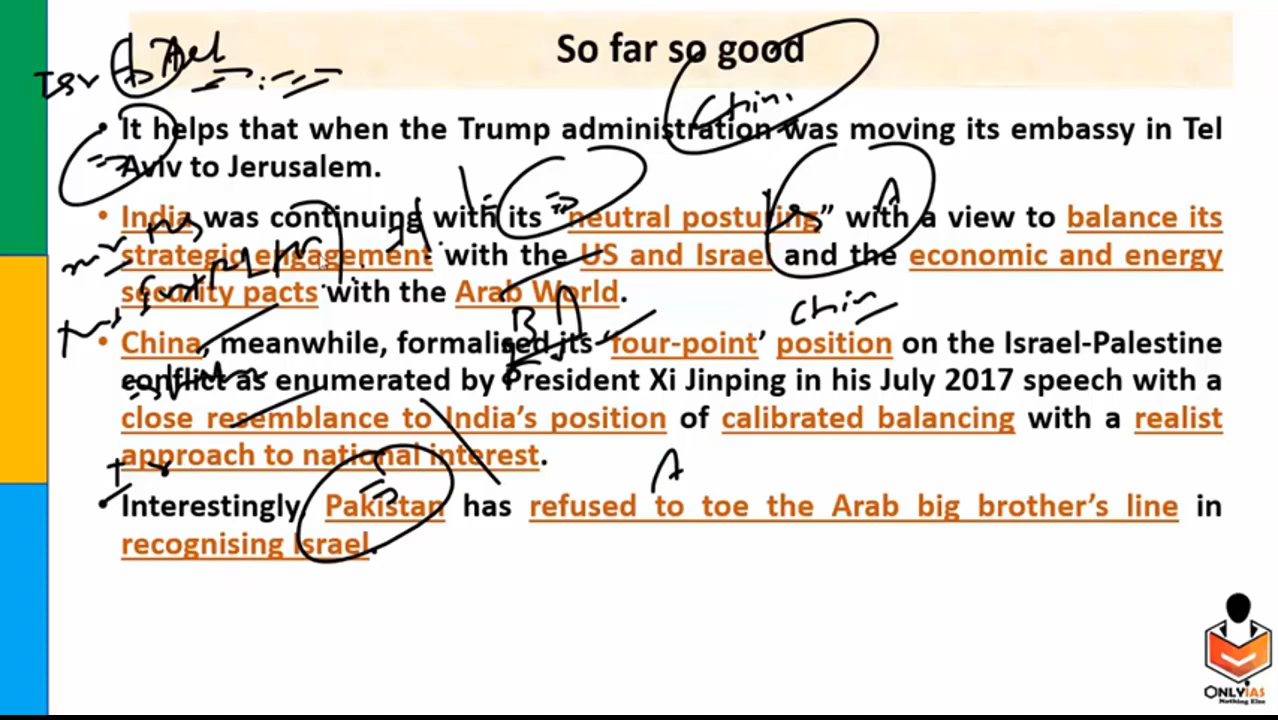 So far so good
Chin.
• It helps that when the Trump administration was moving its embassy in Tel
Aviv to Jerusalem.
• India was continuing with its “neutral posturing” with a view to balance its
strategic engagement with the US and Israel and the economic and energy
security pacts with the Arab World.
Chin
• China, meanwhile, formalised its ‘four-point’ position on the Israel-Palestine
conflict as enumerated by President Xi Jinping in his July 2017 speech with a
close resemblance to India’s position of calibrated balancing with a realist
approach to national interest.
• Interestingly Pakistan has refused to toe the Arab big brother’s line in
recognising Israel.
ONLYIAS
Nothing Else